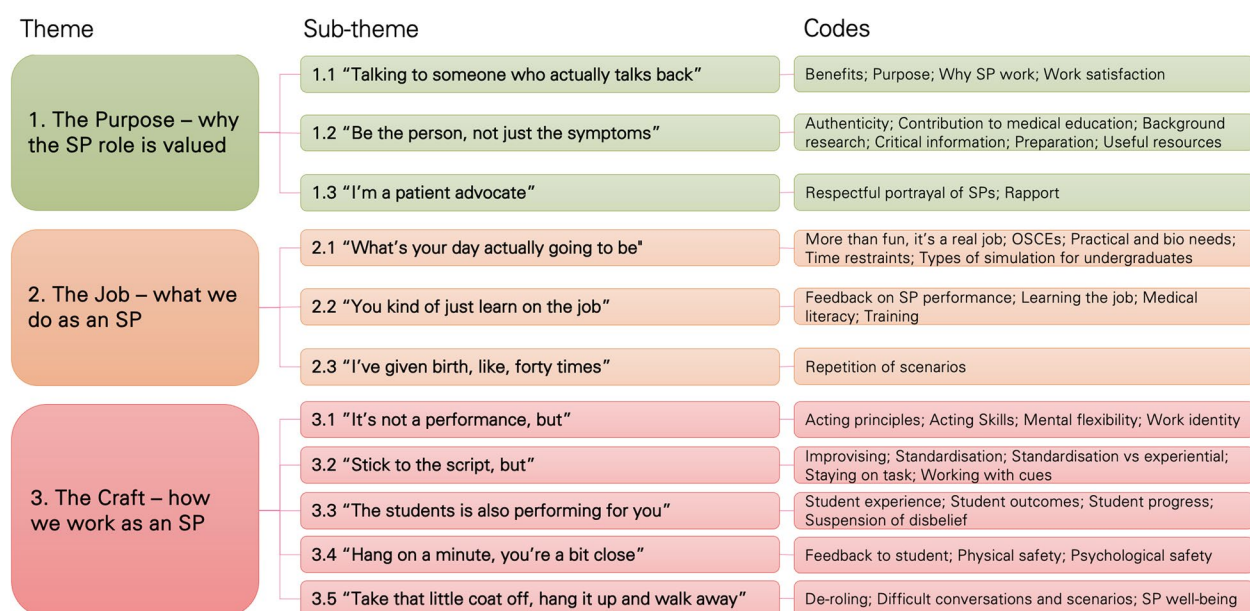 Theme
Sub-theme
Codes
1. The Purpose – why
the SP role is valued
1.1 “Talking to someone who actually talks back”
Benefits; Purpose; Why SP work; Work satisfaction
1.2 “Be the person, not just the symptoms”
Authenticity; Contribution to medical education; Background
research; Critical information; Preparation; Useful resources
1.3 “I’m a patient advocate”
Respectful portrayal of SPs; Rapport
2. The Job – what we
do as an SP
2.1 “What’s your day actually going to be"
More than fun, it’s a real job; OSCEs; Practical and bio needs;
Time restraints; Types of simulation for undergraduates
2.2 “You kind of just learn on the job”
Feedback on SP performance; Learning the job; Medical
literacy; Training
2.3 “I’ve given birth, like, forty times”
Repetition of scenarios
3. The Craft – how
we work as an SP
3.1 ”It’s not a performance, but”
Acting principles; Acting Skills; Mental flexibility; Work identity
3.2 “Stick to the script, but”
Improvising; Standardisation; Standardisation vs experiential;
Staying on task; Working with cues
3.3 “The students is also performing for you”
Student experience; Student outcomes; Student progress;
Suspension of disbelief
3.4 “Hang on a minute, you’re a bit close”
Feedback to student; Physical safety; Psychological safety
3.5 “Take that little coat off, hang it up and walk away”
De-roling; Difficult conversations and scenarios; SP well-being